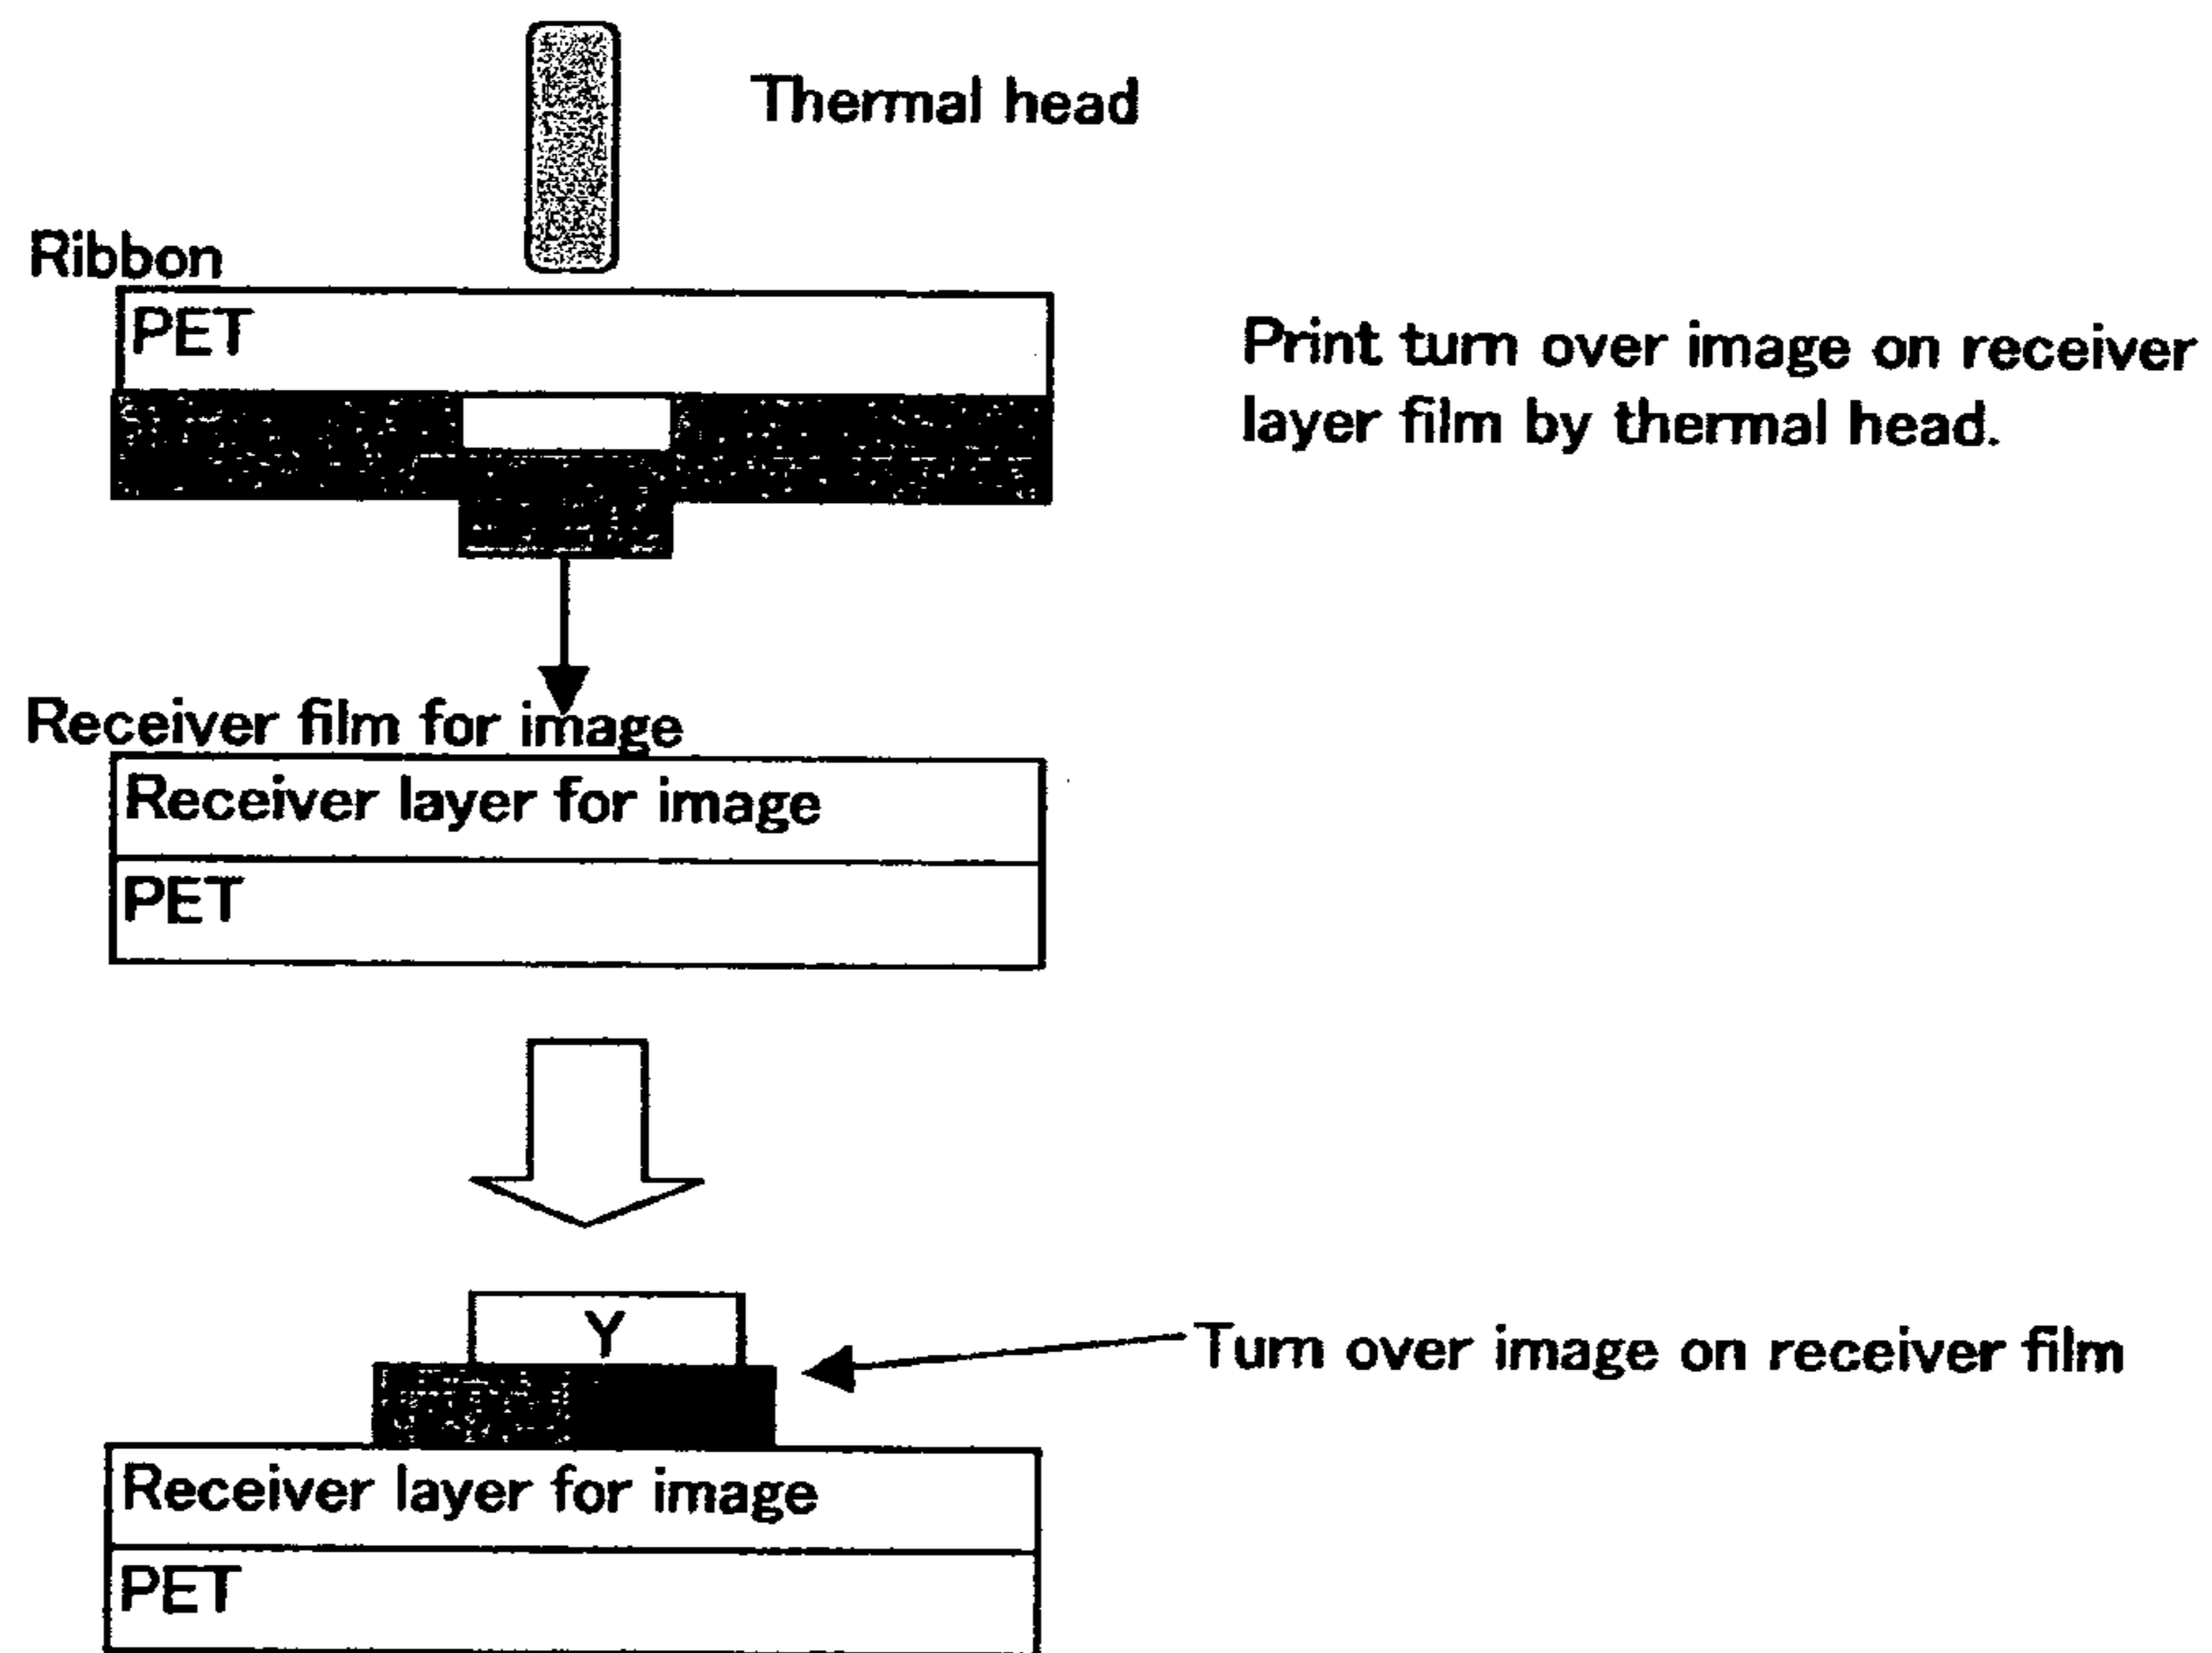 Thermal head
Ribbon
PET
Print turn over image on receiver
layer film by thermal head.
Receiver film for image
Receiver layer for image
PET
Y
Turn over image on receiver film
Receiver layer for image
PET